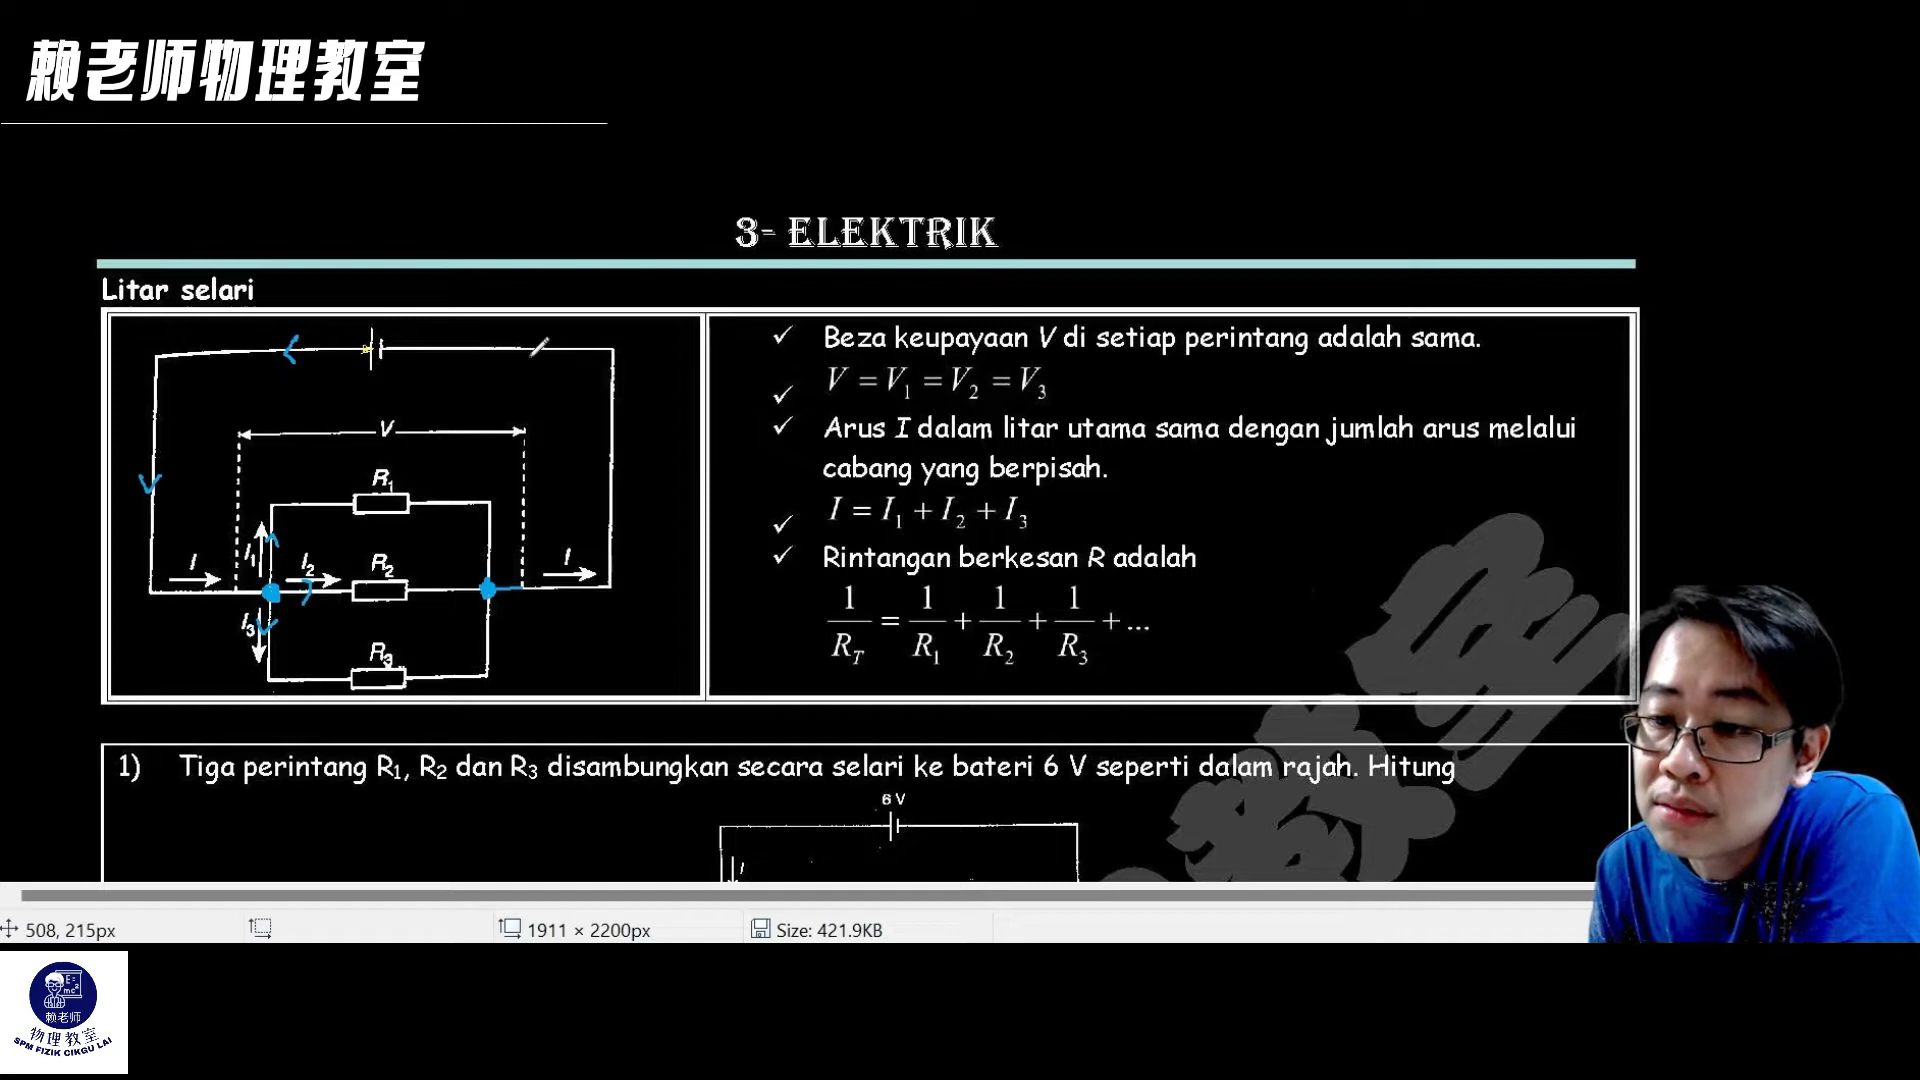 赖老师物理教室
3- ELEKTRIK
Litar selari
V
R₁
I₁
I
I₂
R₂
I
I₃
R₃
✓ Beza keupayaan V di setiap perintang adalah sama.
✓ V = V₁ = V₂ = V₃
✓ Arus I dalam litar utama sama dengan jumlah arus melalui
cabang yang berpisah.
✓ I = I₁ + I₂ + I₃
✓ Rintangan berkesan R adalah
1/R_T = 1/R₁ + 1/R₂ + 1/R₃ + ...
1) Tiga perintang R₁, R₂ dan R₃ disambungkan secara selari ke bateri 6 V seperti dalam rajah. Hitung
6 V
I
508, 215px
1911 × 2200px
Size: 421.9KB
E=
mc²
赖老师
物理教室
SPM FIZIK CIKGU LAI